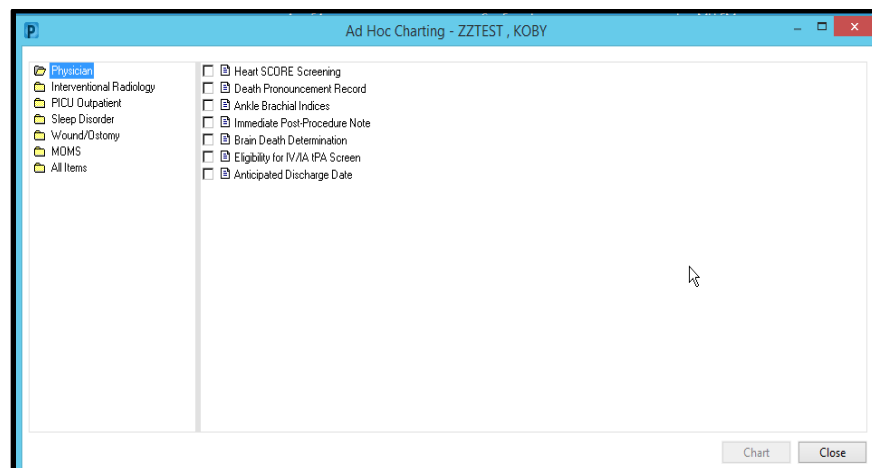 P
Ad Hoc Charting - ZZTEST , KOBY
Physician
Interventional Radiology
PICU Outpatient
Sleep Disorder
Wound/Ostomy
MOMS
All Items
Heart SCORE Screening
Death Pronouncement Record
Ankle Brachial Indices
Immediate Post-Procedure Note
Brain Death Determination
Eligibility for IV/IA tPA Screen
Anticipated Discharge Date
Chart
Close